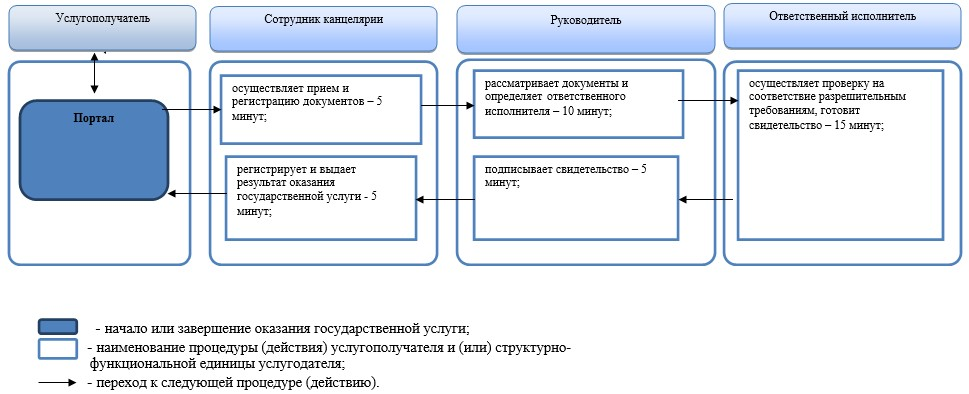 Услугополучатель
Сотрудник канцелярии
Руководитель
Ответственный исполнитель
Портал
осуществляет прием и
регистрацию документов – 5
минут;
рассматривает документы и
определяет ответственного
исполнителя – 10 минут;
осуществляет проверку на
соответствие разрешительным
требованиям, готовит
свидетельство – 15 минут;
регистрирует и выдает
результат оказания
государственной услуги - 5
минут;
подписывает свидетельство – 5
минут;
- начало или завершение оказания государственной услуги;
- наименование процедуры (действия) услугополучателя и (или) структурно-
функциональной единицы услугодателя;
- переход к следующей процедуре (действию).